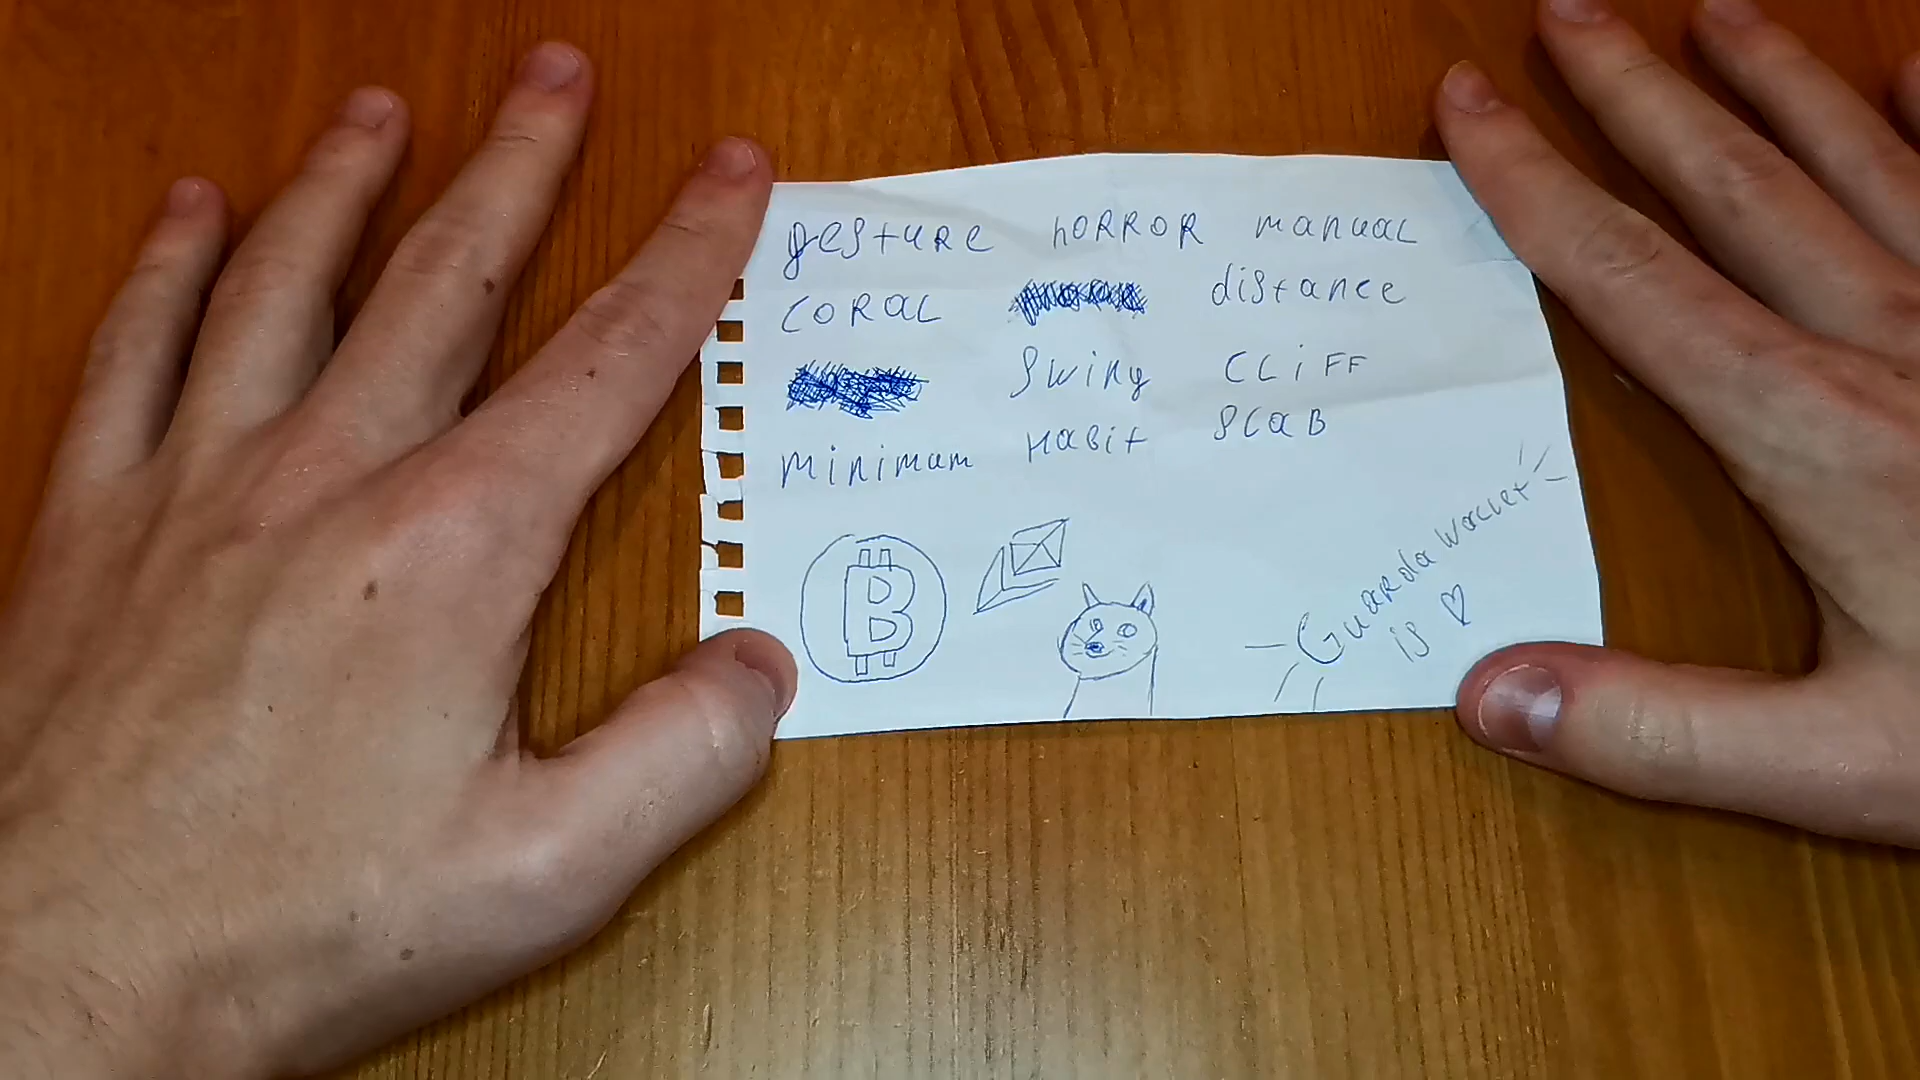 gesture horror manual
coral distance
swing cliff
minimum habit scab
B
Guarda wallet
is